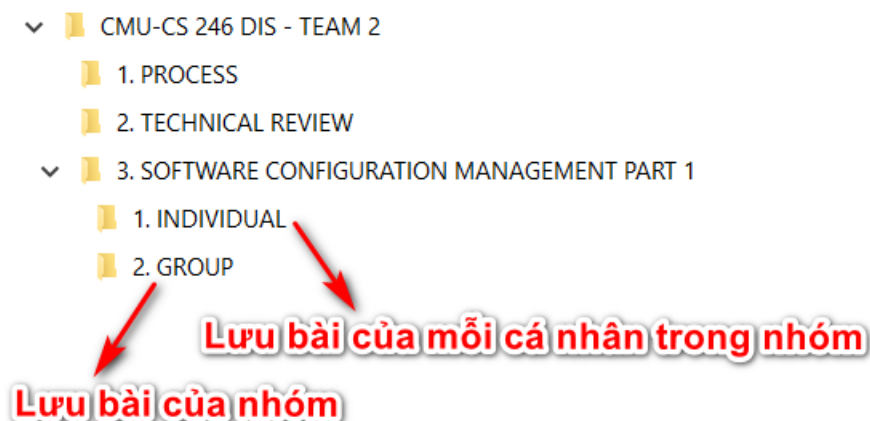 CMU-CS 246 DIS - TEAM 2
1. PROCESS
2. TECHNICAL REVIEW
3. SOFTWARE CONFIGURATION MANAGEMENT PART 1
1. INDIVIDUAL
2. GROUP
Lưu bài của mỗi cá nhân trong nhóm
Lưu bài của nhóm